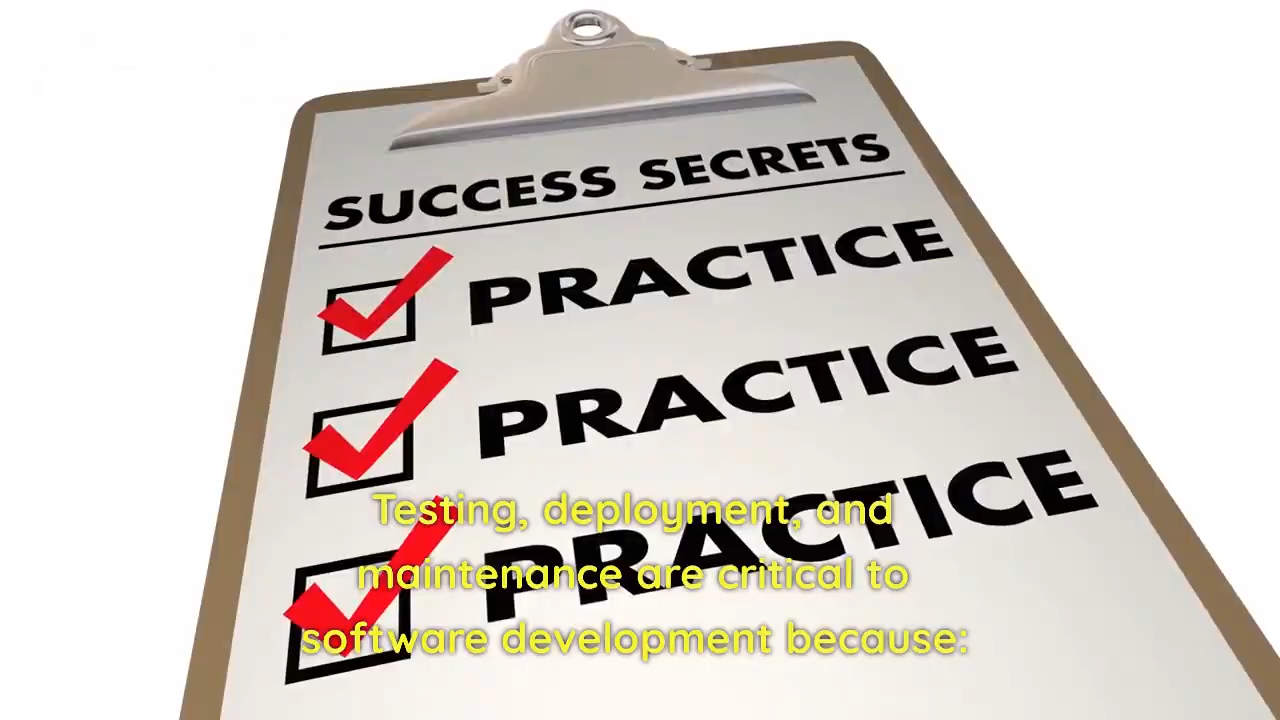 SUCCESS SECRETS
PRACTICE
PRACTICE
PRACTICE
Testing, deployment, and
maintenance are critical to
software development because: